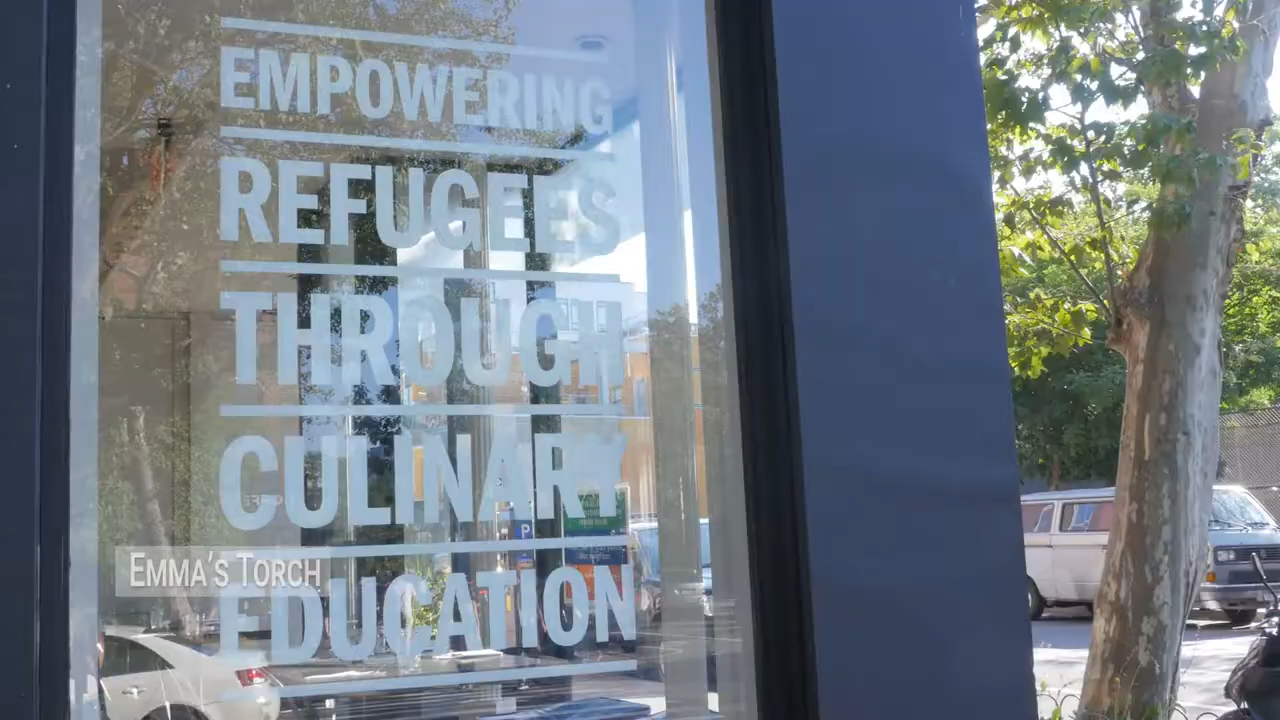 EMPOWERING
REFUGEES
THROUGH
CULINARY
EDUCATION
EMMA'S TORCH
P